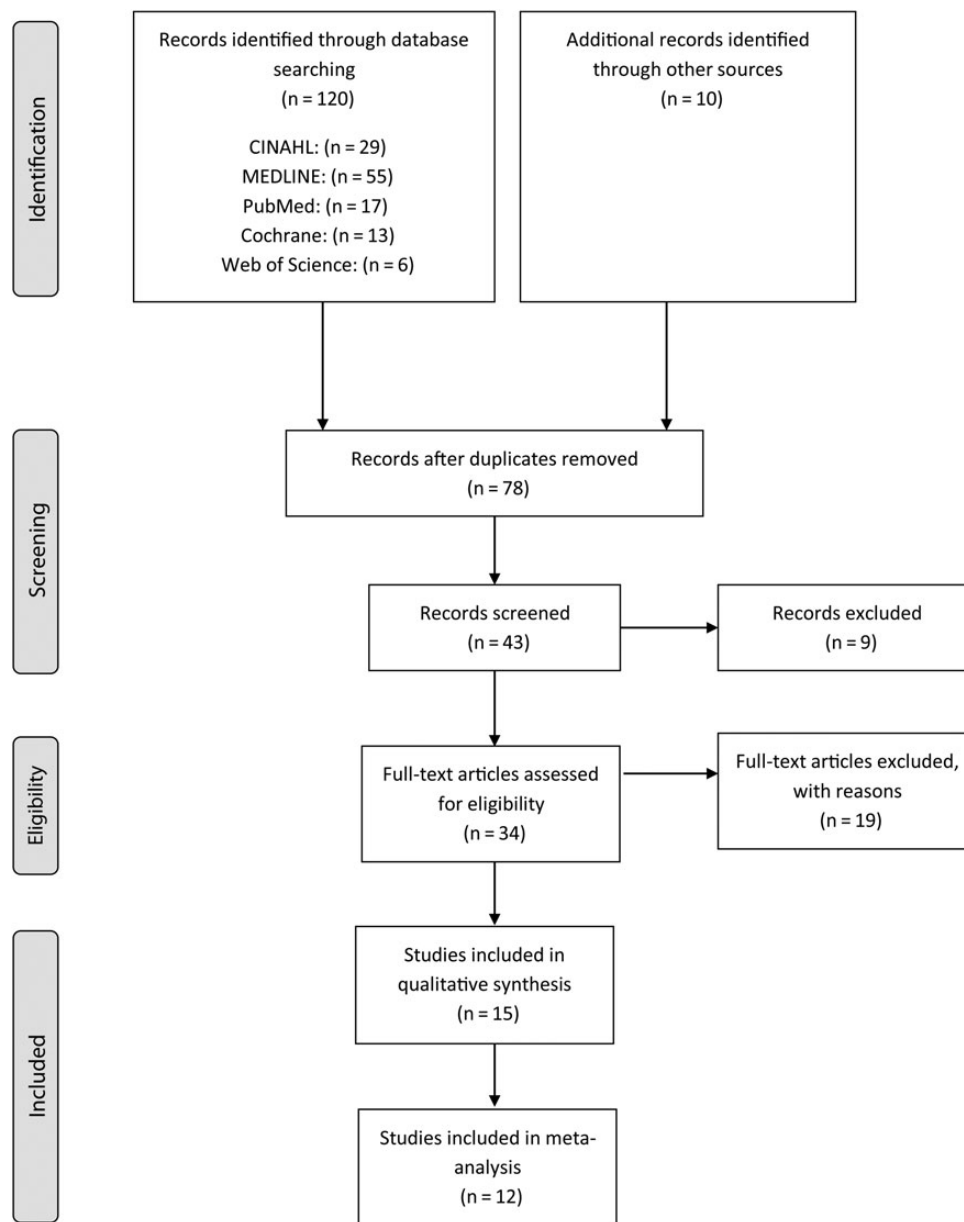 Identification
Records identified through database
searching
(n = 120)
CINAHL: (n = 29)
MEDLINE: (n = 55)
PubMed: (n = 17)
Cochrane: (n = 13)
Web of Science: (n = 6)
Additional records identified
through other sources
(n = 10)
Screening
Records after duplicates removed
(n = 78)
Records screened
(n = 43)
Records excluded
(n = 9)
Eligibility
Full-text articles assessed
for eligibility
(n = 34)
Full-text articles excluded,
with reasons
(n = 19)
Included
Studies included in
qualitative synthesis
(n = 15)
Studies included in meta-
analysis
(n = 12)